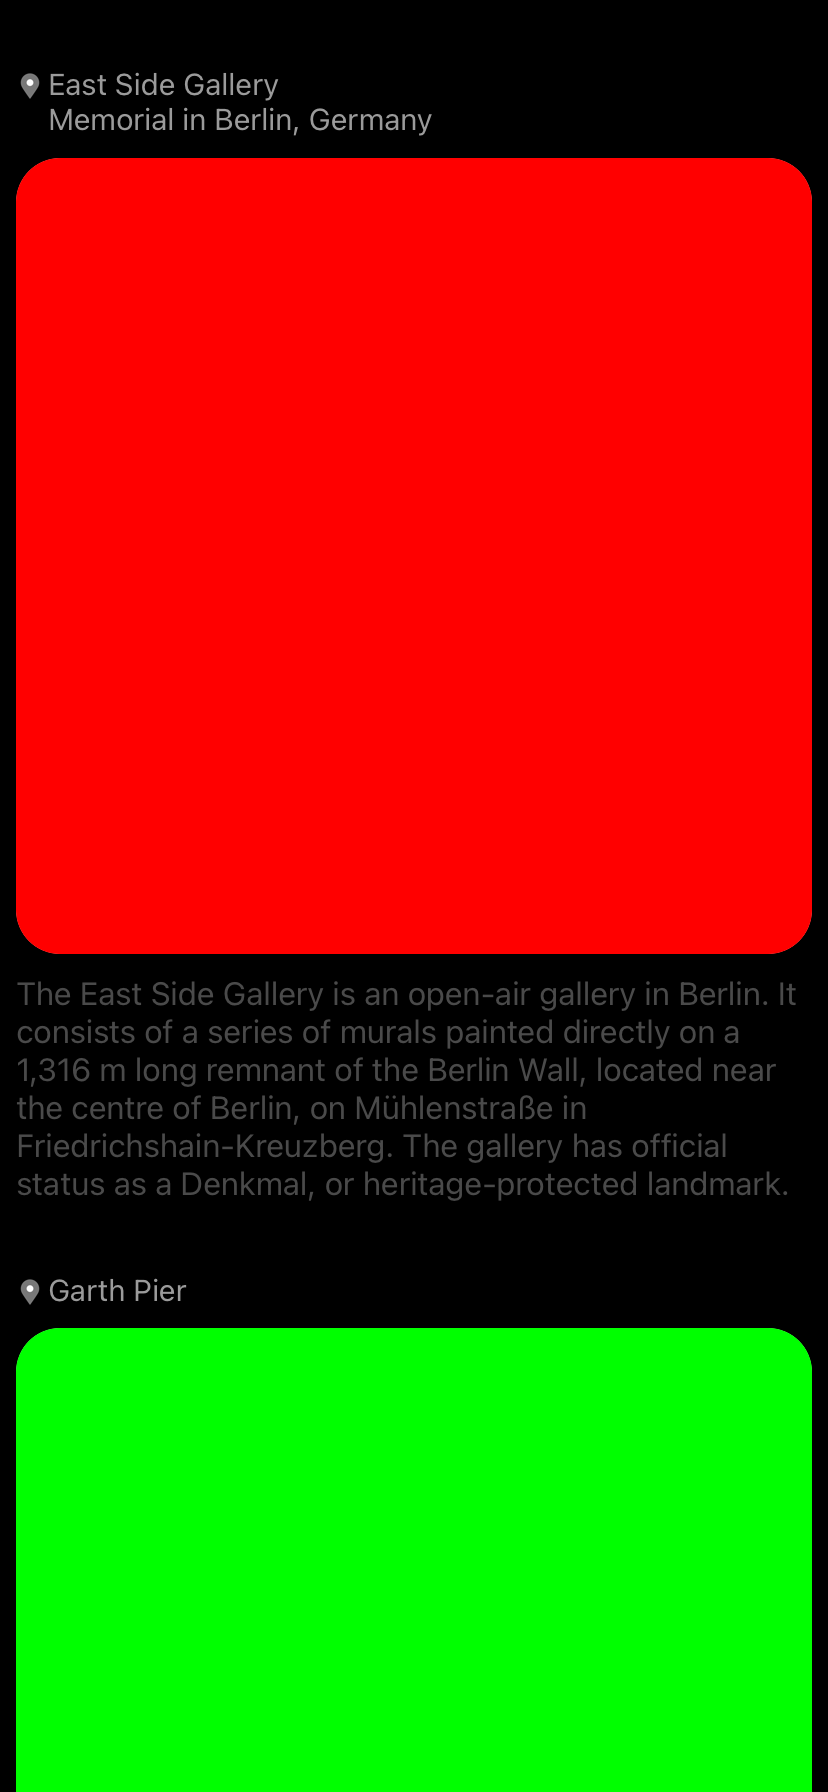 East Side Gallery
Memorial in Berlin, Germany
The East Side Gallery is an open-air gallery in Berlin. It
consists of a series of murals painted directly on a
1,316 m long remnant of the Berlin Wall, located near
the centre of Berlin, on Mühlenstraße in
Friedrichshain-Kreuzberg. The gallery has official
status as a Denkmal, or heritage-protected landmark.
Garth Pier